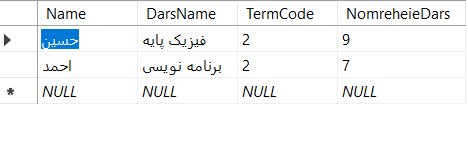 Name DarsName TermCode NomreheieDars
حسین فیزیک پایه 2 9
احمد برنامه نویسی 2 7
* NULL NULL NULL NULL